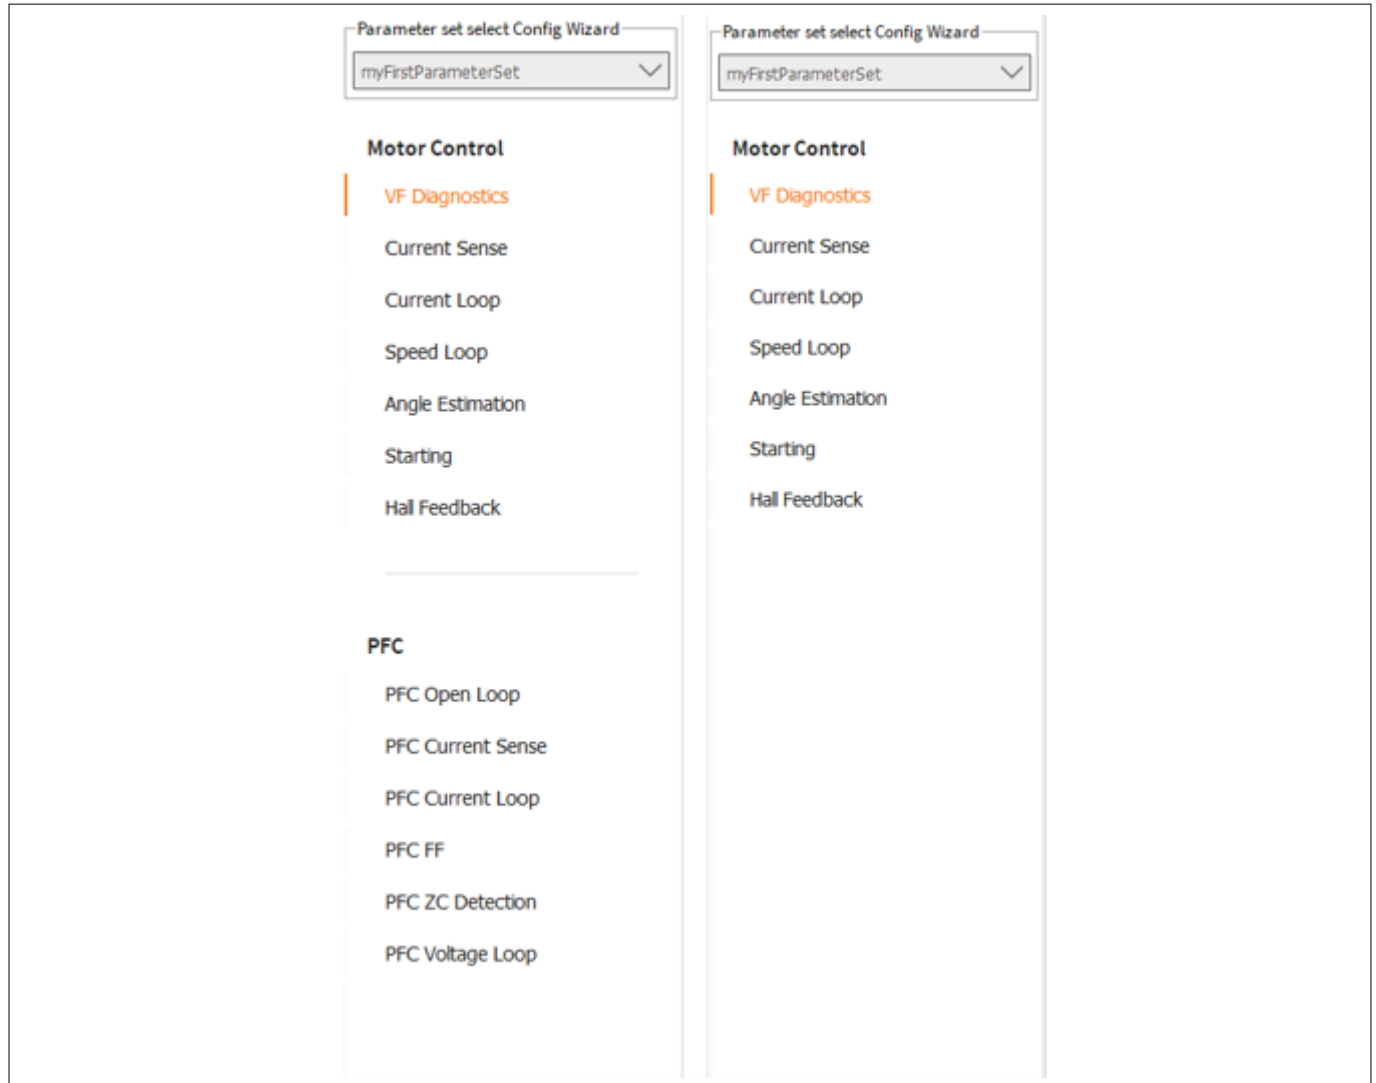 Parameter set select Config Wizard
myFirstParameterSet
Motor Control
VF Diagnostics
Current Sense
Current Loop
Speed Loop
Angle Estimation
Starting
Hall Feedback
PFC
PFC Open Loop
PFC Current Sense
PFC Current Loop
PFC FF
PFC ZC Detection
PFC Voltage Loop
Parameter set select Config Wizard
myFirstParameterSet
Motor Control
VF Diagnostics
Current Sense
Current Loop
Speed Loop
Angle Estimation
Starting
Hall Feedback